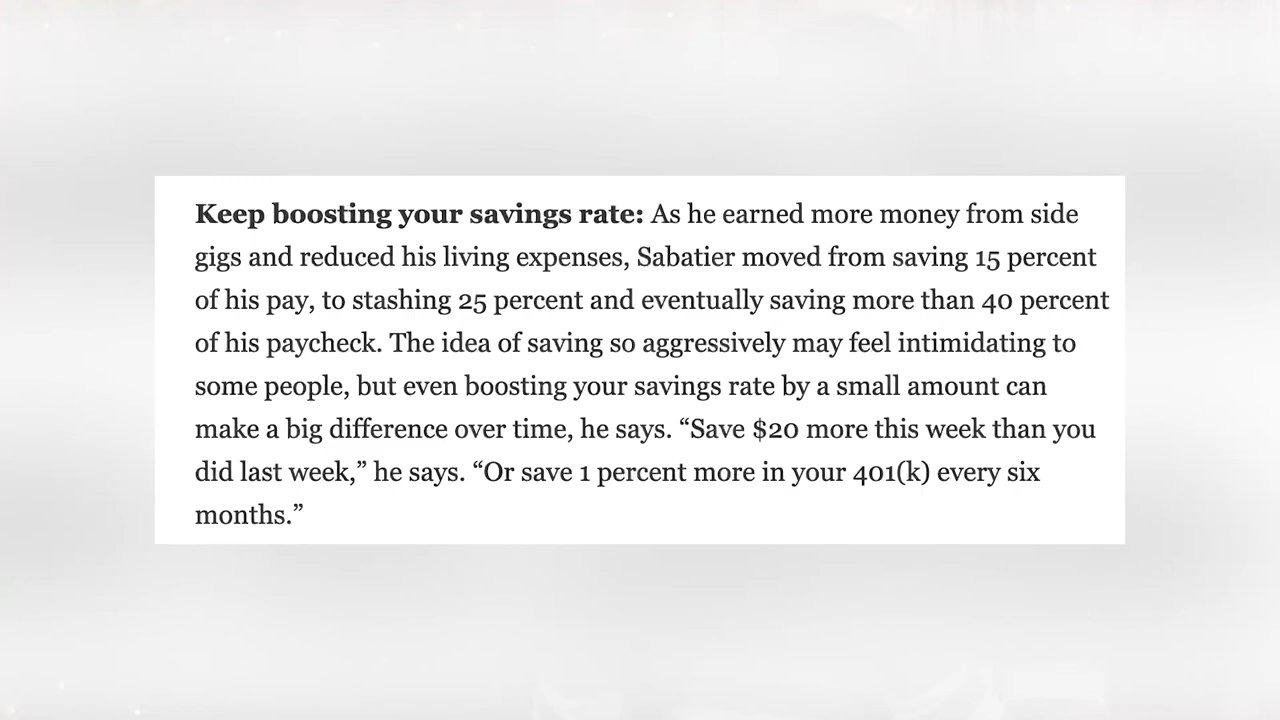 Keep boosting your savings rate: As he earned more money from side
gigs and reduced his living expenses, Sabatier moved from saving 15 percent
of his pay, to stashing 25 percent and eventually saving more than 40 percent
of his paycheck. The idea of saving so aggressively may feel intimidating to
some people, but even boosting your savings rate by a small amount can
make a big difference over time, he says. “Save $20 more this week than you
did last week,” he says. “Or save 1 percent more in your 401(k) every six
months.”